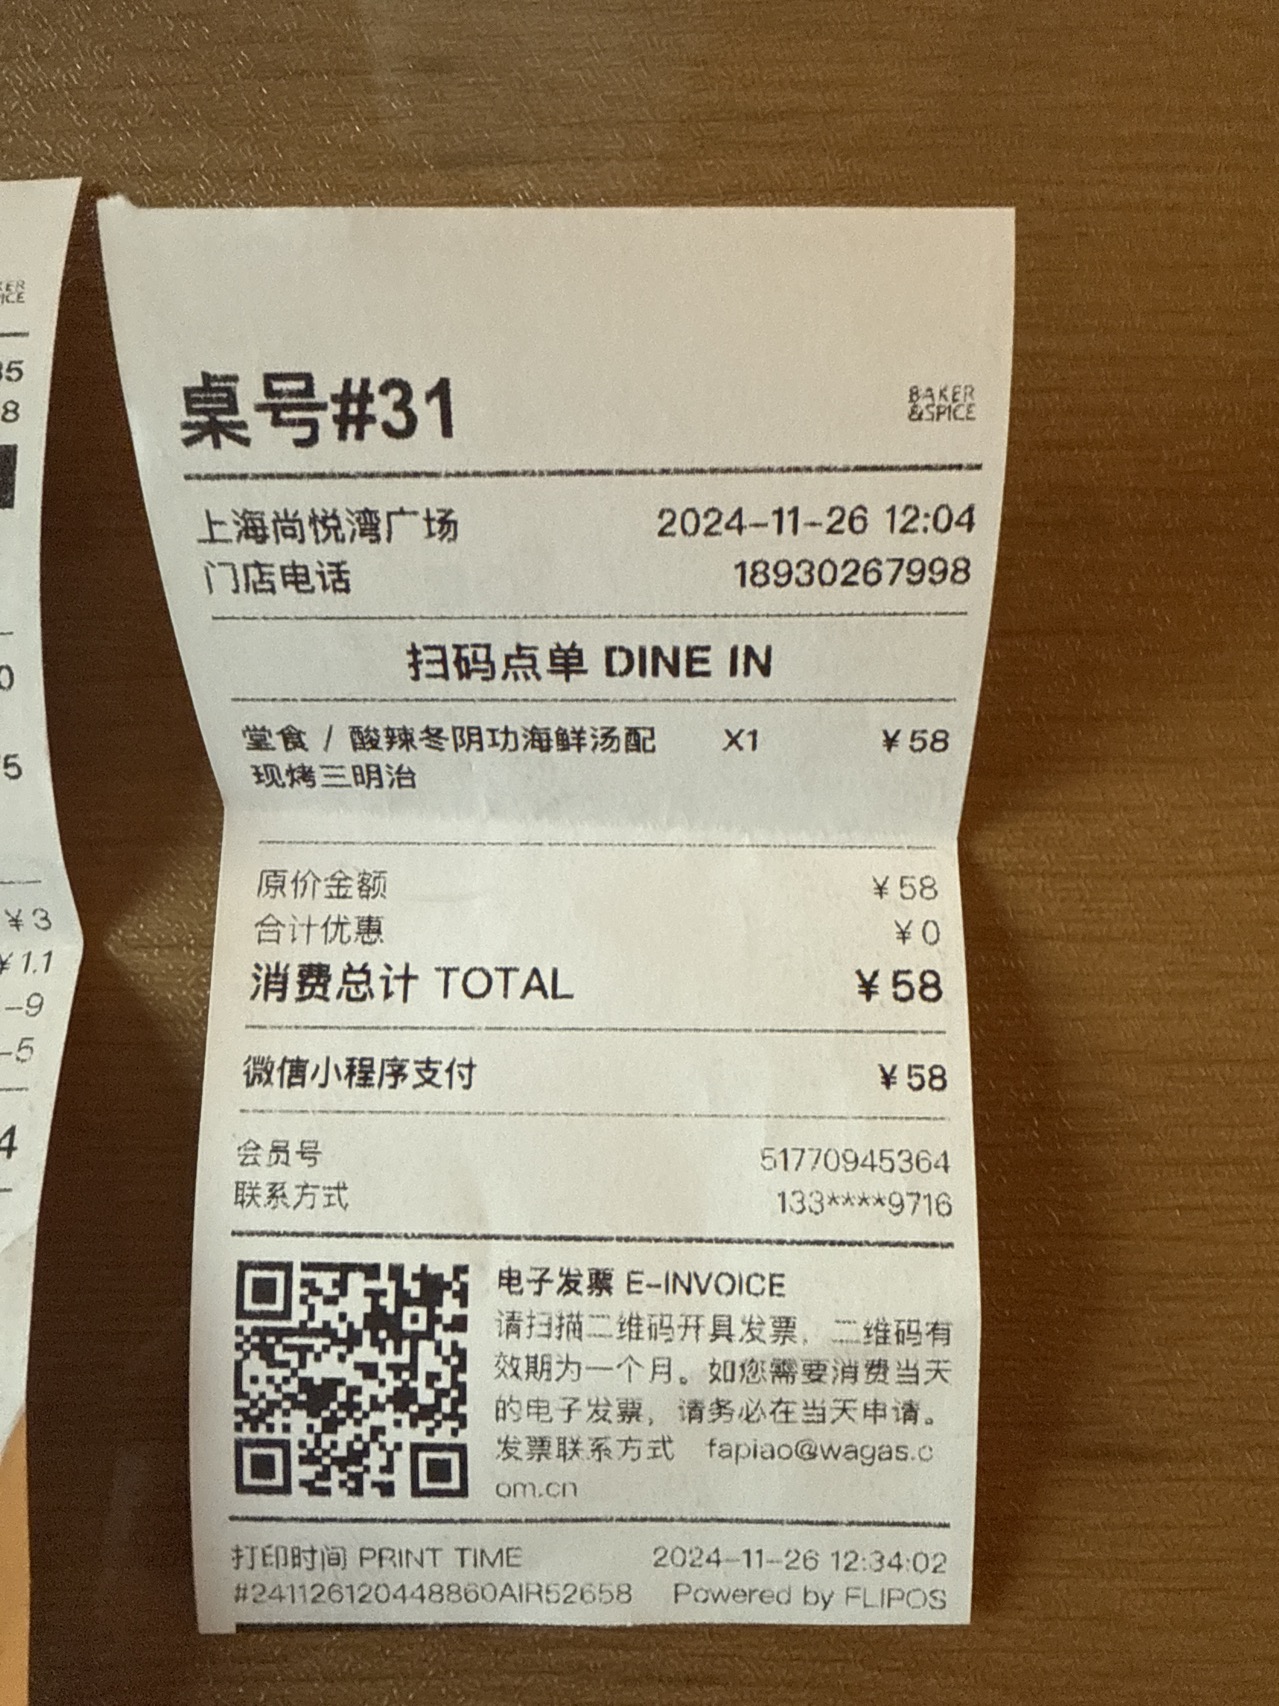 桌号#31
BAKER
&SPICE
上海尚悦湾广场 2024-11-26 12:04
门店电话 18930267998
扫码点单 DINE IN
堂食 / 酸辣冬阴功海鲜汤配 X1 ¥58
现烤三明治
原价金额 ¥58
合计优惠 ¥0
消费总计 TOTAL ¥58
微信小程序支付 ¥58
会员号 51770945364
联系方式 133****9716
电子发票 E-INVOICE
请扫描二维码开具发票，二维码有
效期为一个月。如您需要消费当天
的电子发票，请务必在当天申请。
发票联系方式 fapiao@wagas.c
om.cn
打印时间 PRINT TIME 2024-11-26 12:34:02
#241126120448860AIR52658 Powered by FLIPOS
¥3
¥1.1
-9
-5
4